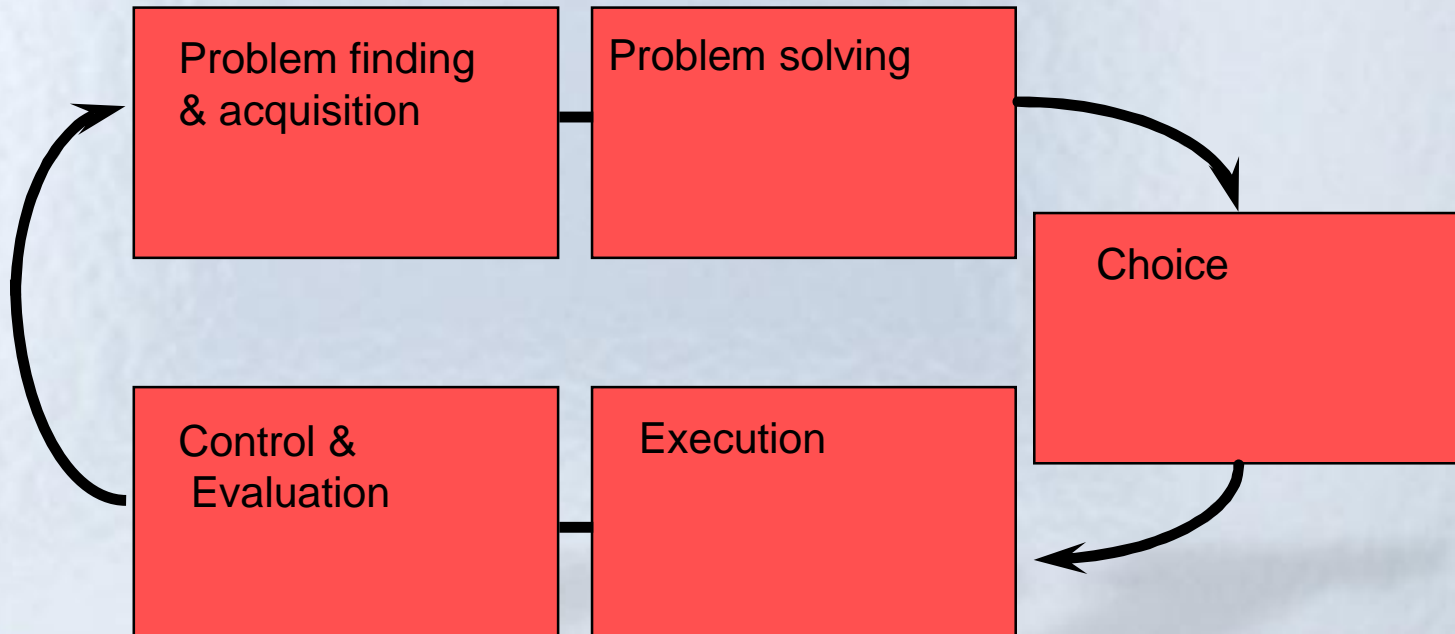 Problem finding
& acquisition
Problem solving
Choice
Execution
Control &
Evaluation